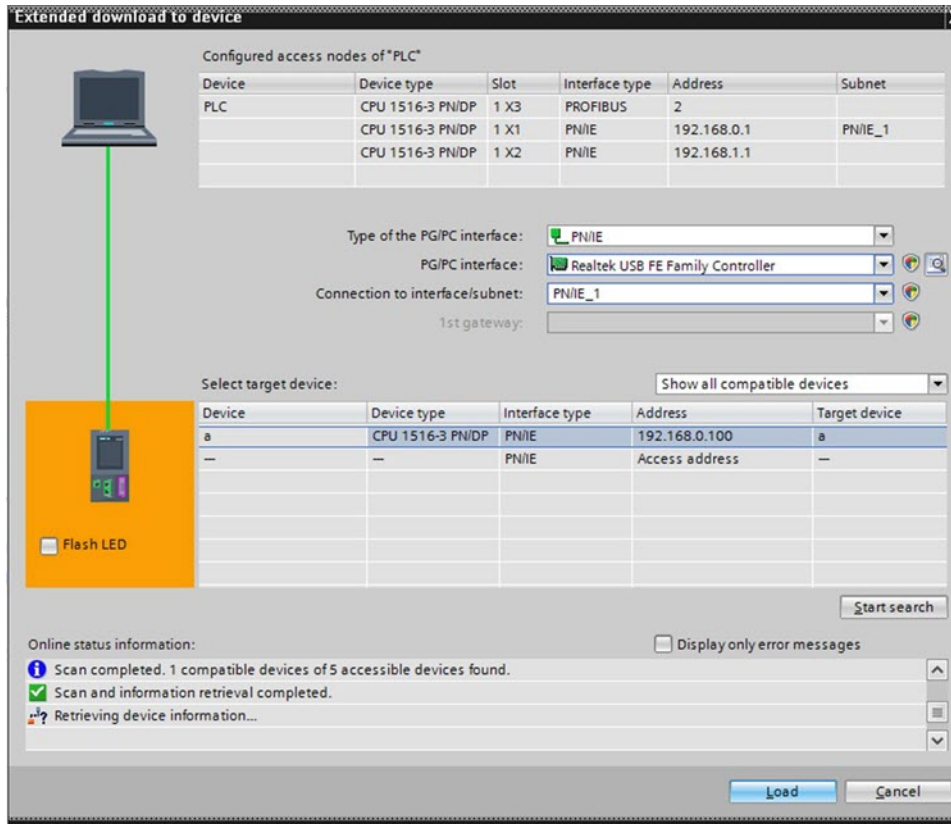 Extended download to device
Configured access nodes of "PLC"
Device Device type Slot Interface type Address Subnet
PLC CPU 1516-3 PN/DP 1 X3 PROFIBUS 2
CPU 1516-3 PN/DP 1 X1 PN/IE 192.168.0.1 PN/IE_1
CPU 1516-3 PN/DP 1 X2 PN/IE 192.168.1.1
Type of the PG/PC interface: PN/IE
PG/PC interface: Realtek USB FE Family Controller
Connection to interface/subnet: PN/IE_1
1st gateway:
Select target device: Show all compatible devices
Device Device type Interface type Address Target device
a CPU 1516-3 PN/DP PN/IE 192.168.0.100 a
— — PN/IE Access address —
Flash LED
Start search
Online status information: Display only error messages
Scan completed. 1 compatible devices of 5 accessible devices found.
Scan and information retrieval completed.
Retrieving device information...
Load Cancel